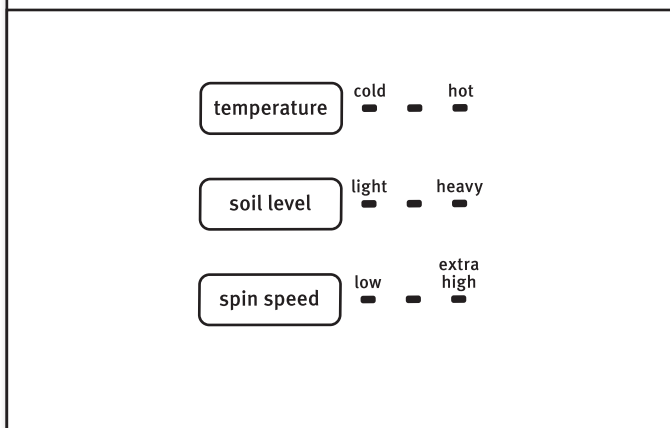 cold hot
temperature
light heavy
soil level
extra
low high
spin speed